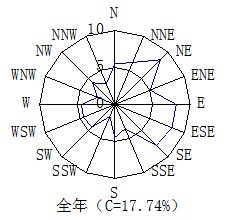 N
NNW 10 NNE
NW NE
WNW 5 ENE
W 0 E
WSW ESE
SW SE
SSW SSE
S
全年（C=17.74%）